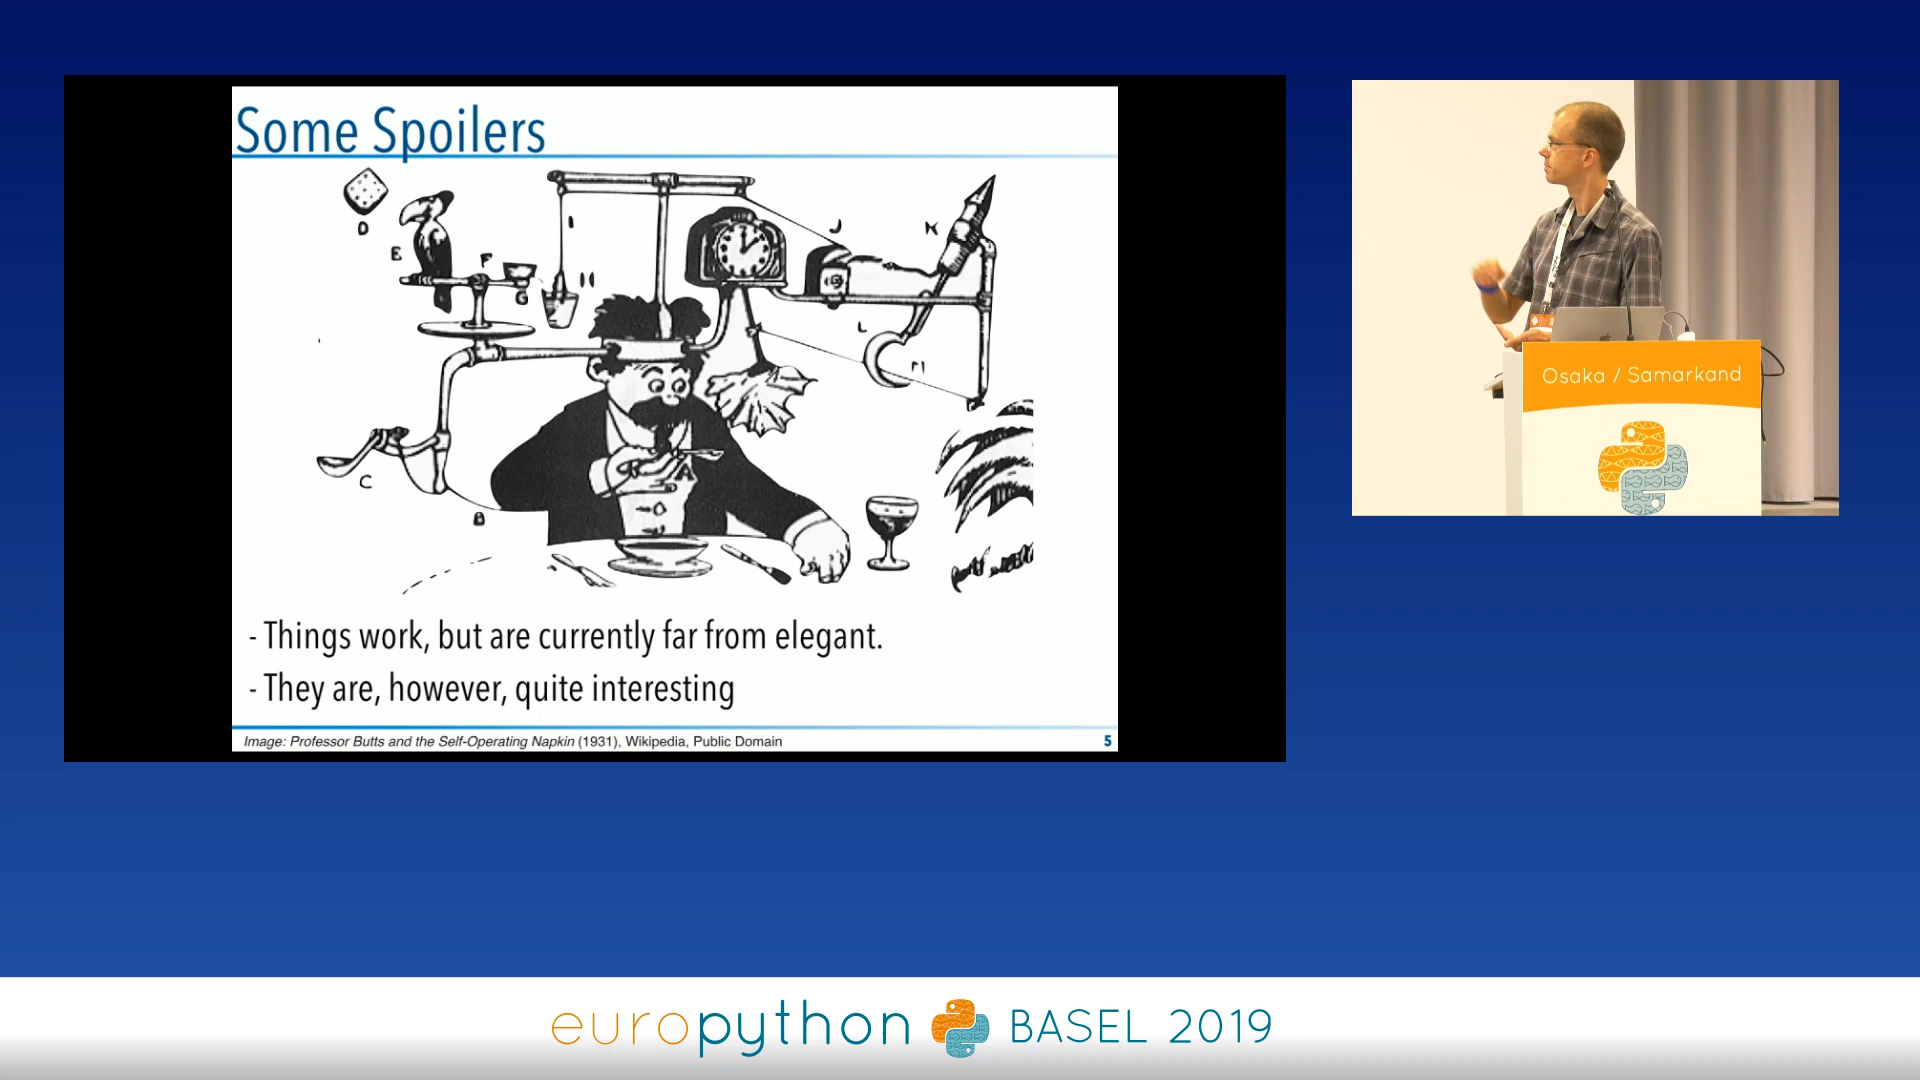 Some Spoilers
D
E
F
G
H
I
J
K
L
M
A
B
C
- Things work, but are currently far from elegant.
- They are, however, quite interesting
Image: Professor Butts and the Self-Operating Napkin (1931), Wikipedia, Public Domain
5
Osaka / Samarkand
europython BASEL 2019